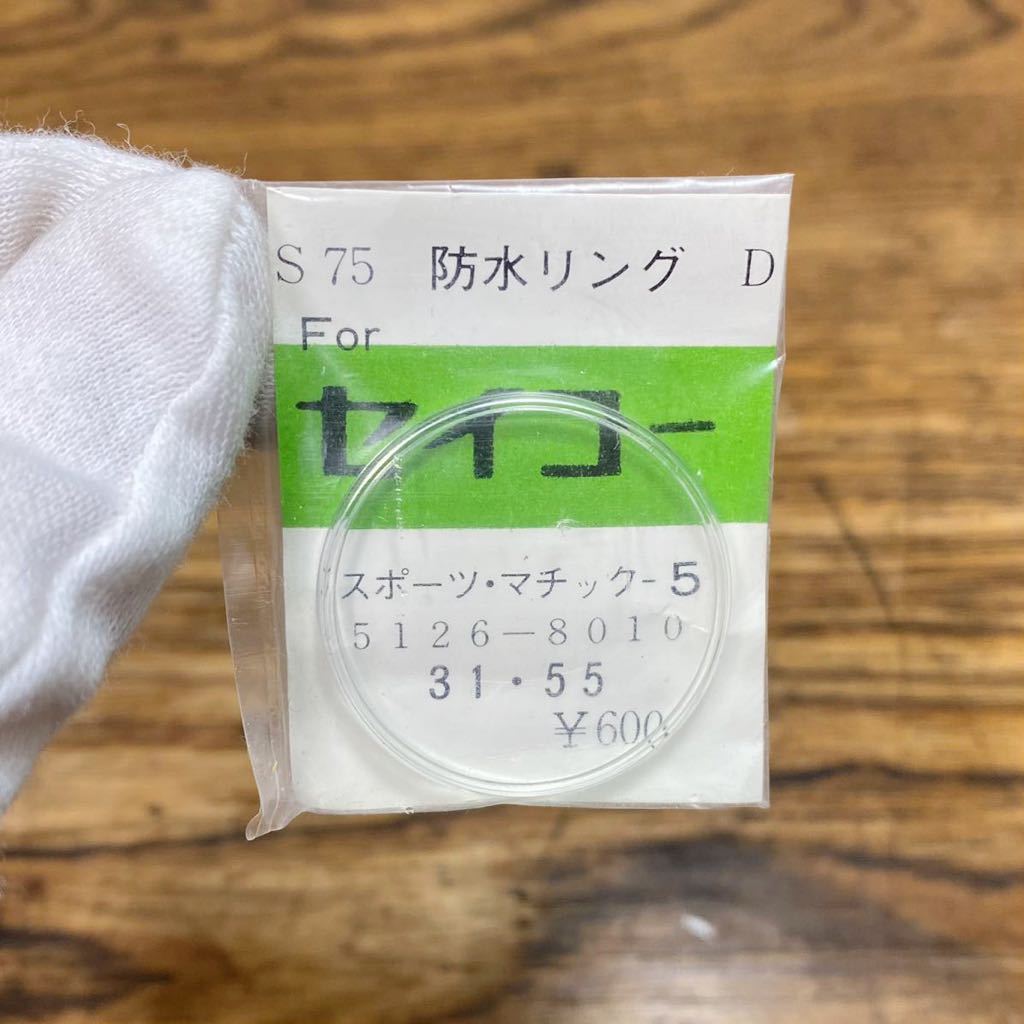 S 75 防水リング D
For
セイコー
スポーツ・マチック-5
5126-8010
31・55
¥600